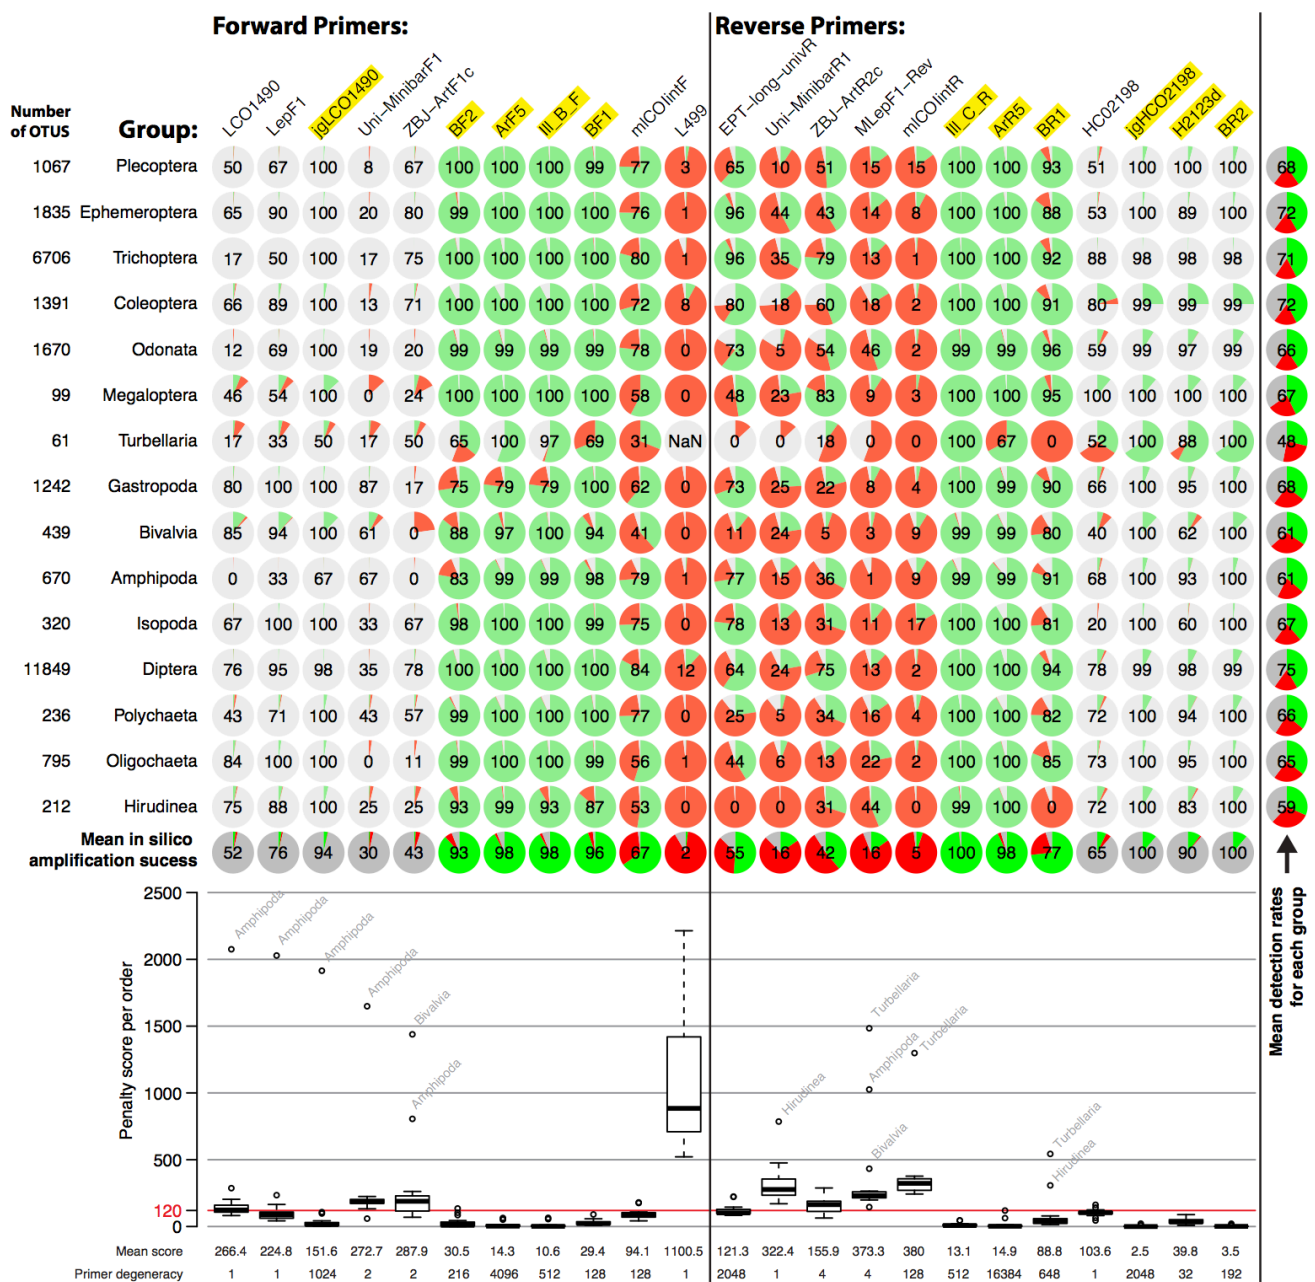 Forward Primers:
Reverse Primers:
Number of OTUS
Group:
LCO1490 LepF1 jgLCO1490 Uni-MinibarF1 ZBJ-ArtF1c BF2 ArF5 III_B_F BF1 mlCOIintF L499 EPT-long-univR Uni-MinibarR1 ZBJ-ArtR2c MLepF1-Rev mlCOIintR III_C_R ArR5 BR1 HC02198 jgHCO2198 H2123d BR2
1067 Plecoptera 50 67 100 8 67 100 100 100 99 77 3 65 10 51 15 15 100 100 93 51 100 100 100 68
1835 Ephemeroptera 65 90 100 20 80 99 100 100 100 76 1 96 44 43 14 8 100 100 88 53 100 89 100 72
6706 Trichoptera 17 50 100 17 75 100 100 100 100 80 1 96 35 79 13 1 100 100 92 88 98 98 98 71
1391 Coleoptera 66 89 100 13 71 100 100 100 100 72 8 80 18 60 18 2 100 100 91 80 99 99 99 72
1670 Odonata 12 69 100 19 20 99 99 99 99 78 0 73 5 54 46 2 99 99 96 59 99 97 99 66
99 Megaloptera 46 54 100 0 24 100 100 100 100 58 0 48 23 83 9 3 100 100 95 100 100 100 100 67
61 Turbellaria 17 33 50 17 50 65 100 97 69 31 NaN 0 0 18 0 0 100 67 0 52 100 88 100 48
1242 Gastropoda 80 100 100 87 17 75 79 79 100 62 0 73 25 22 8 4 100 99 90 66 100 95 100 68
439 Bivalvia 85 94 100 61 0 88 97 100 94 41 0 11 24 5 3 9 99 99 80 40 100 62 100 61
670 Amphipoda 0 33 67 67 0 83 99 99 98 79 1 77 15 36 1 9 99 99 91 68 100 93 100 61
320 Isopoda 67 100 100 33 67 98 100 100 99 75 0 78 13 31 11 17 100 100 81 20 100 60 100 67
11849 Diptera 76 95 98 35 78 100 100 100 100 84 12 64 24 75 13 2 100 100 94 78 99 98 99 75
236 Polychaeta 43 71 100 43 57 99 100 100 100 77 0 25 5 34 16 4 100 100 82 72 100 94 100 66
795 Oligochaeta 84 100 100 0 11 99 100 100 99 56 1 44 6 13 22 2 100 100 85 73 100 95 100 65
212 Hirudinea 75 88 100 25 25 93 99 93 87 53 0 0 0 31 44 0 99 100 0 72 100 83 100 59
Mean in silico
amplification sucess 52 76 94 30 43 93 98 98 96 67 2 55 16 42 16 5 100 98 77 65 100 90 100
Mean detection rates
for each group
Penalty score per order
2500
2000
1500
1000
500
120
0
Amphipoda
Amphipoda
Amphipoda
Amphipoda
Bivalvia
Amphipoda
Hirudinea
Turbellaria
Amphipoda
Bivalvia
Turbellaria
Turbellaria
Hirudinea
Mean score 266.4 224.8 151.6 272.7 287.9 30.5 14.3 10.6 29.4 94.1 1100.5 121.3 322.4 155.9 373.3 380 13.1 14.9 88.8 103.6 2.5 39.8 3.5
Primer degeneracy 1 1 1024 2 2 216 4096 512 128 128 1 2048 1 4 4 128 512 16384 648 1 2048 32 192